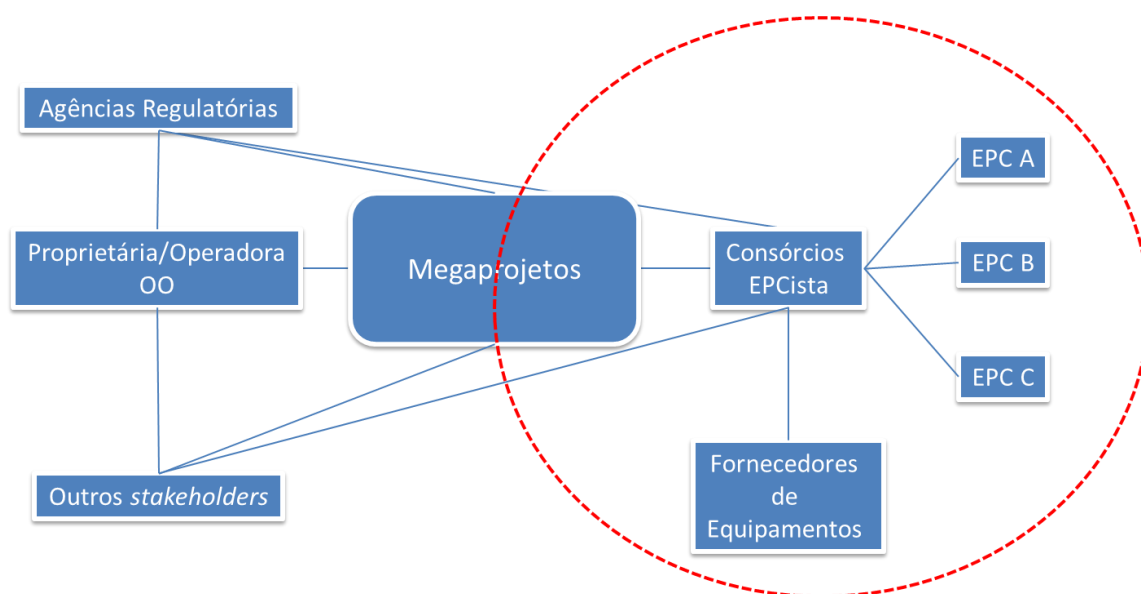 Agências Regulatórias
Proprietária/Operadora
OO
Megaprojetos
Consórcios
EPCista
EPC A
EPC B
EPC C
Outros stakeholders
Fornecedores
de
Equipamentos